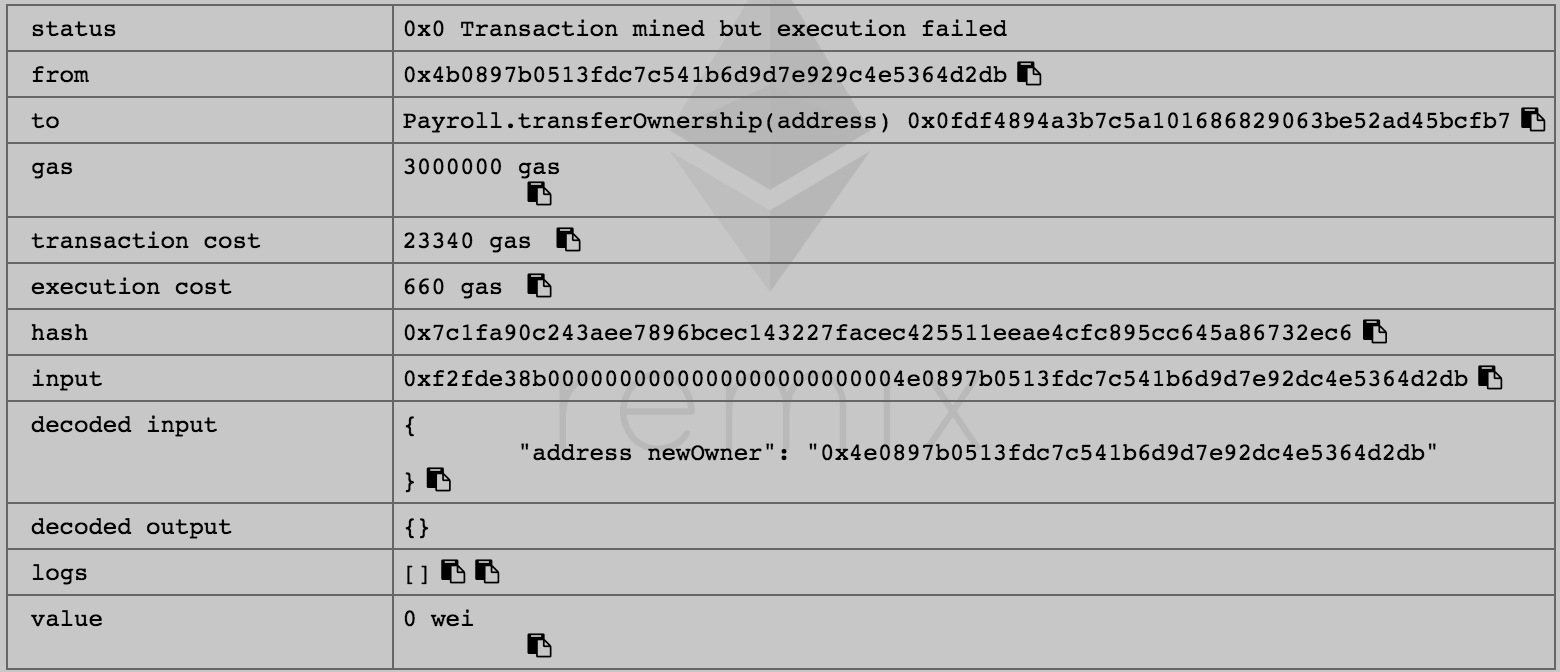 status 0x0 Transaction mined but execution failed
from 0x4b0897b0513fdc7c541b6d9d7e929c4e5364d2db
to Payroll.transferOwnership(address) 0x0fdf4894a3b7c5a101686829063be52ad45bcfb7
gas 3000000 gas
transaction cost 23340 gas
execution cost 660 gas
hash 0x7c1fa90c243aee7896bcec143227facec425511eeae4cfc895cc645a86732ec6
input 0xf2fde38b0000000000000000000000004e0897b0513fdc7c541b6d9d7e92dc4e5364d2db
decoded input {
"address newOwner": "0x4e0897b0513fdc7c541b6d9d7e92dc4e5364d2db"
}
decoded output {}
logs []
value 0 wei
remix